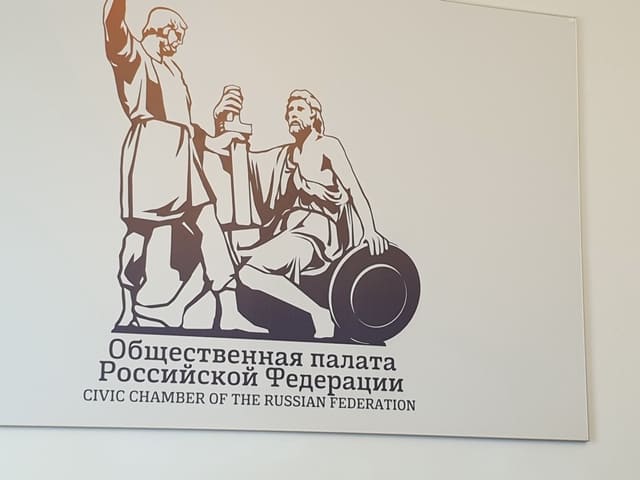 Общественная палата
Российской Федерации
CIVIC CHAMBER OF THE RUSSIAN FEDERATION